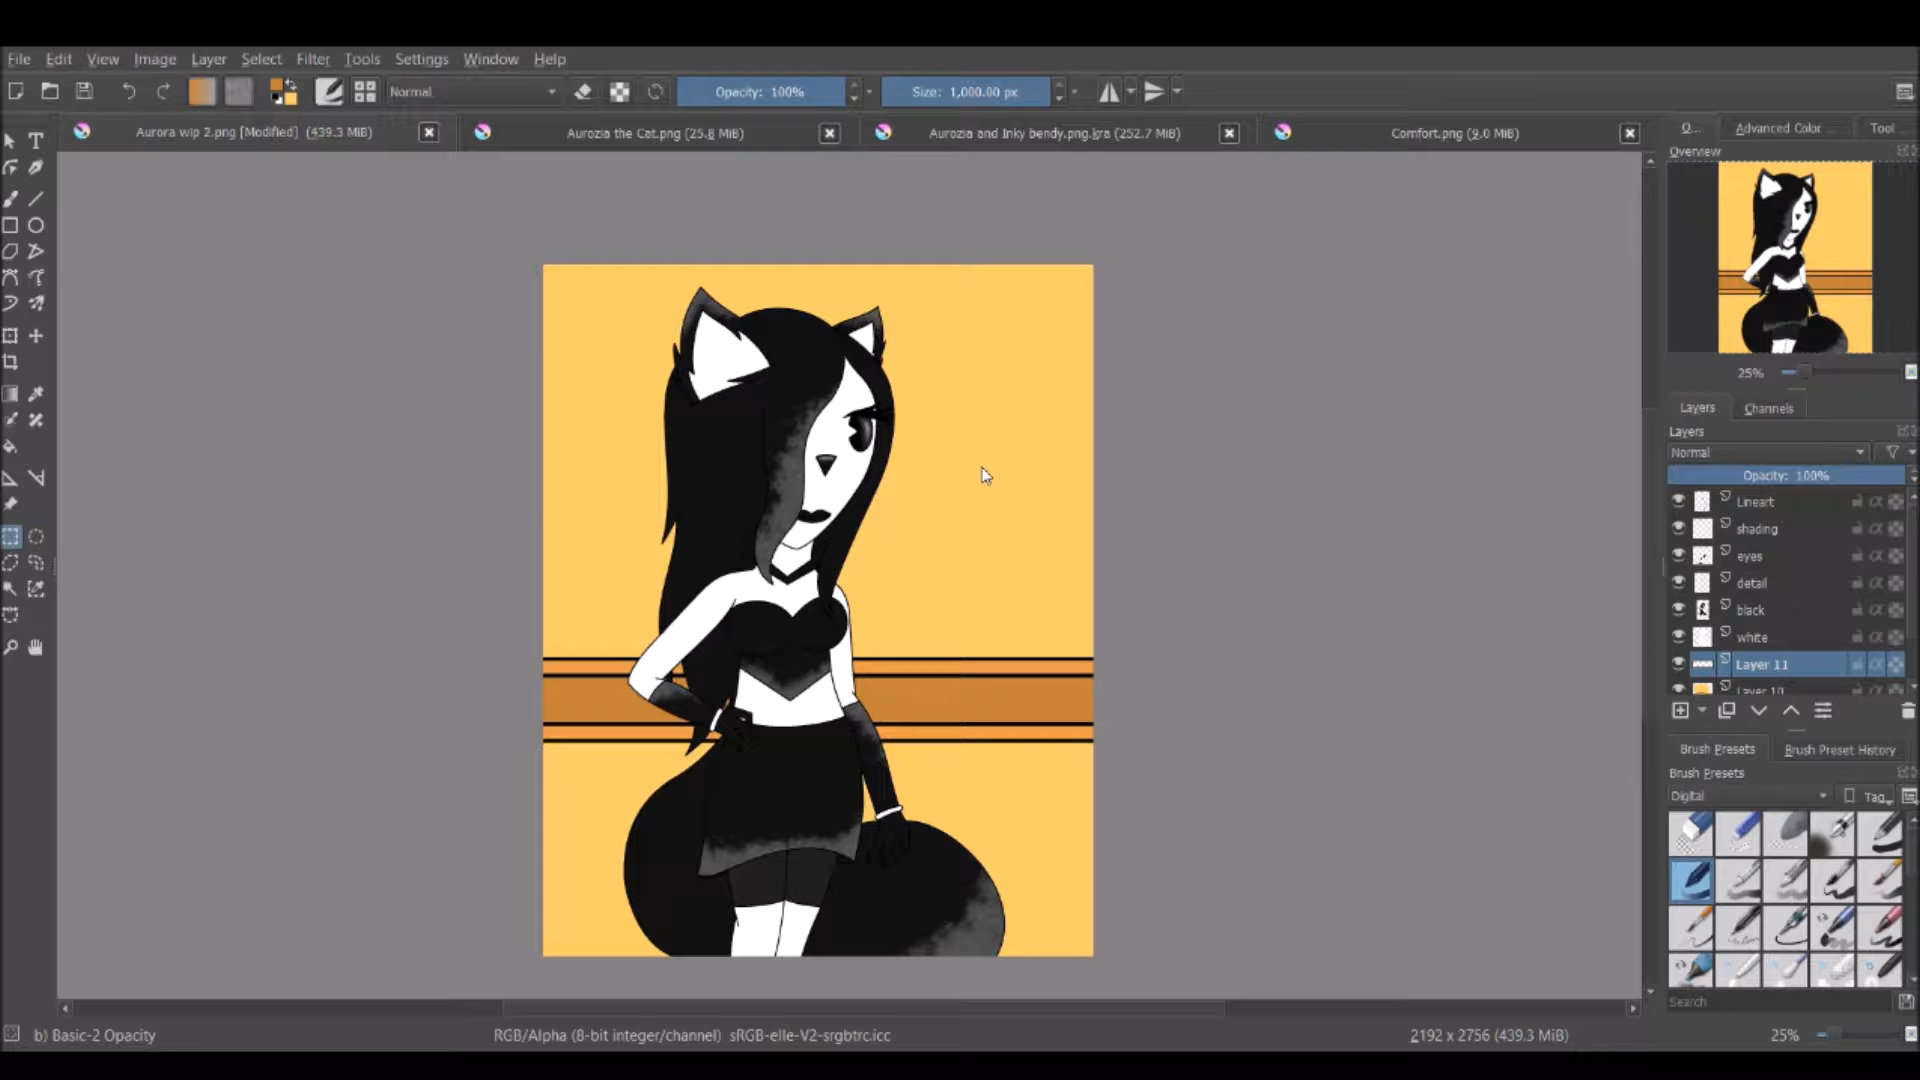 File Edit View Image Layer Select Filter Tools Settings Window Help
Normal Opacity: 100% Size: 1,000.00 px
Aurora wip 2.png [Modified] (439.3 MiB) Aurozia the Cat.png (25.8 MiB) Aurozia and Inky bendy.png.kra (252.7 MiB) Comfort.png (9.0 MiB)
O... Advanced Color Tool
Overview
25%
Layers Channels
Layers
Normal
Opacity: 100%
Lineart
shading
eyes
detail
black
white
Layer 11
Layer 10
Brush Presets Brush Preset History
Brush Presets
Digital Tag
Search
b) Basic-2 Opacity RGB/Alpha (8-bit integer/channel) sRGB-elle-V2-srgbtrc.icc 2192 x 2756 (439.3 MiB) 25%